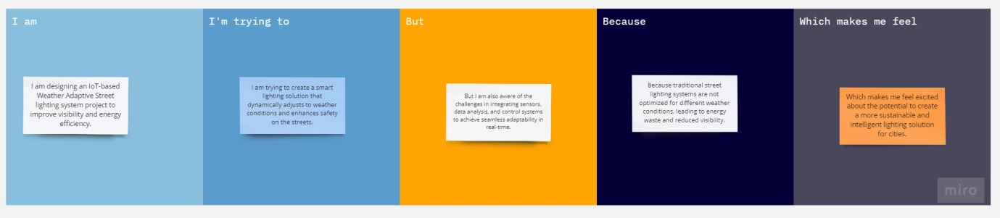 I am
I am designing an IoT-based
Weather Adaptive Street
lighting system project to
improve visibility and energy
efficiency.
I'm trying to
I am trying to create a smart
lighting solution that
dynamically adjusts to weather
conditions and enhances safety
on the streets.
But
But I am also aware of the
challenges in integrating sensors,
data analysis, and control systems
to achieve seamless adaptability in
real-time.
Because
Because traditional street
lighting systems are not
optimized for different weather
conditions, leading to energy
waste and reduced visibility.
Which makes me feel
Which makes me feel excited
about the potential to create
a more sustainable and
intelligent lighting solution
for cities.
miro